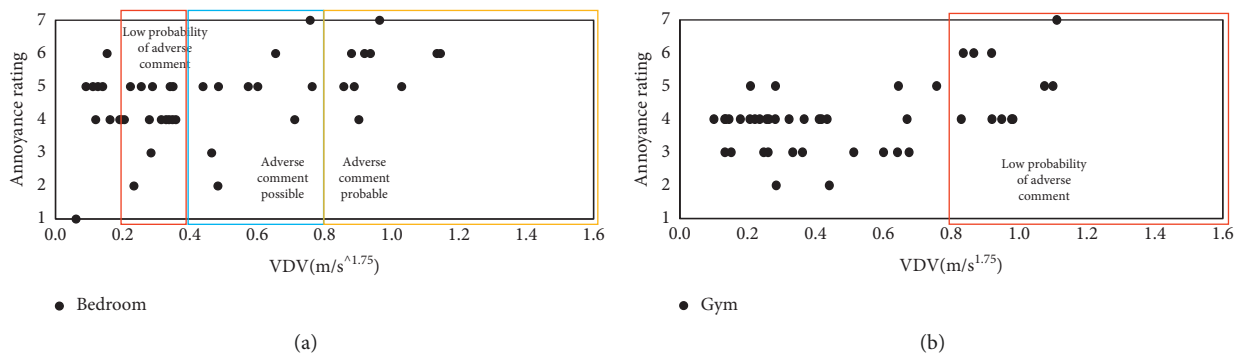 7
6
5
4
3
2
1
Annoyance rating
Low probability
of adverse
comment
Adverse
comment
possible
Adverse
comment
probable
0.0 0.2 0.4 0.6 0.8 1.0 1.2 1.4 1.6
VDV(m/s^1.75)
Bedroom
(a)
7
6
5
4
3
2
1
Annoyance rating
Low probability
of adverse
comment
0.0 0.2 0.4 0.6 0.8 1.0 1.2 1.4 1.6
VDV(m/s1.75)
Gym
(b)